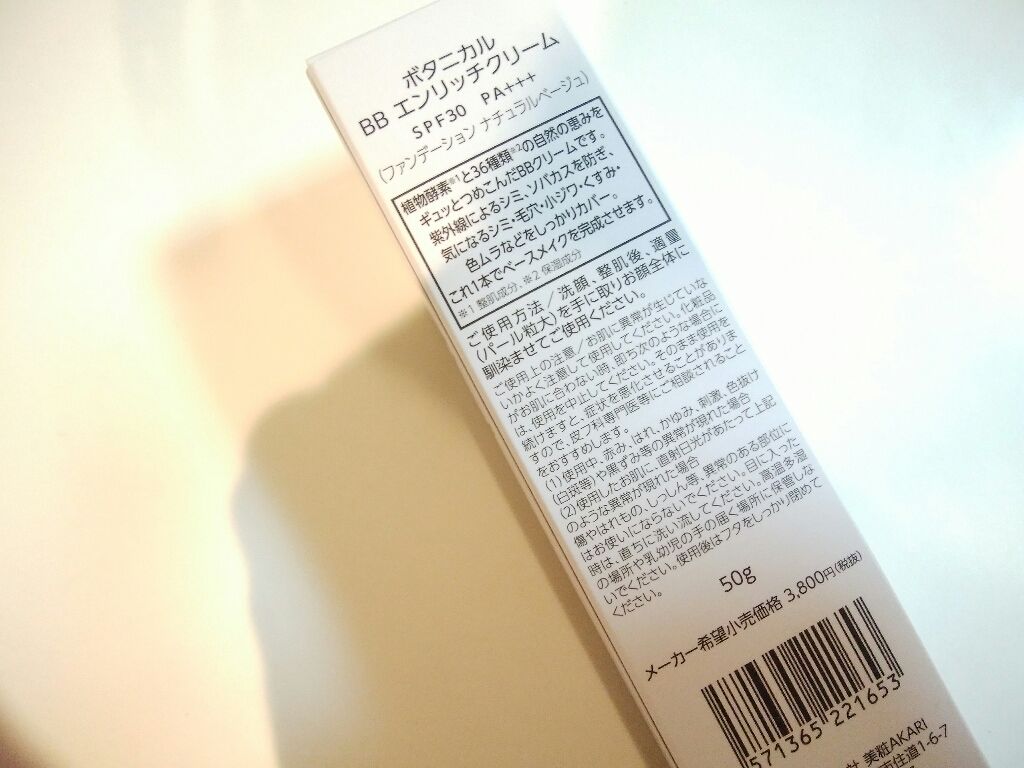 ボタニカル
BB エンリッチクリーム
SPF30 PA+++
(ファンデーション ナチュラルベージュ)
植物酵素※1と36種類※2の自然の恵みを
ギュッとつめこんだBBクリームです。
紫外線によるシミ、ソバカスを防ぎ、
気になるシミ・毛穴・小ジワ・くすみ・
色ムラなどをしっかりカバー。
これ1本でベースメイクを完成させます。
※1 整肌成分、※2 保湿成分
ご使用方法/洗顔、整肌後、適量
(パール粒大)を手に取りお顔全体に
馴染ませてご使用ください。
ご使用上の注意/お肌に異常が生じていな
いかよく注意して使用してください。化粧品
がお肌に合わない時、即ち次のような場合に
は、使用を中止してください。そのまま使用を
続けますと、症状を悪化させることがありま
すので、皮フ科専門医等にご相談されること
をおすすめします。
(1)使用中、赤み、はれ、かゆみ、刺激、色抜け
(白斑等)や黒ずみ等の異常が現れた場合
(2)使用したお肌に、直射日光があたって上記
のような異常が現れた場合
傷やはれもの、しっしん等、異常のある部位に
はお使いにならないでください。目に入った
時は、直ちに洗い流してください。高温多湿
の場所や乳幼児の手の届く場所に保管しな
いでください。使用後はフタをしっかり閉めて
ください。
50g
メーカー希望小売価格 3,800円(税抜)
571365 221653
美粧AKARI
市住道1-6-7